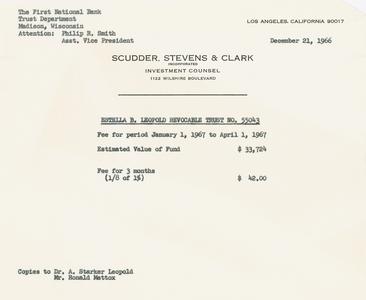 The First National Bank
Trust Department
Madison, Wisconsin
Attention: Philip R. Smith
Asst. Vice President
LOS ANGELES, CALIFORNIA 90017
December 21, 1966
SCUDDER, STEVENS & CLARK
INCORPORATED
INVESTMENT COUNSEL
1122 WILSHIRE BOULEVARD
ESTELLA B. LEOPOLD REVOCABLE TRUST NO. 55043
Fee for period January 1, 1967 to April 1, 1967
Estimated Value of Fund $ 33,724
Fee for 3 months
(1/8 of 1%) $ 42.00
Copies to Dr. A. Starker Leopold
Mr. Ronald Mattox